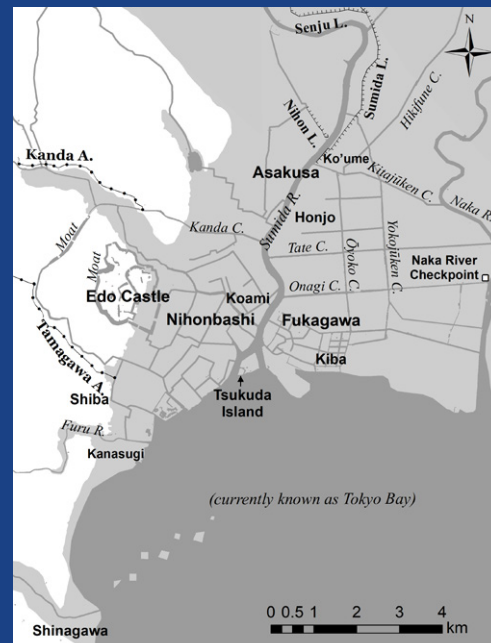 Senju L.
N
Sumida L.
Hikifune C.
Nihon L.
Kanda A.
Ko'ume
Asakusa
Kitajūken C.
Naka R.
Sumida R.
Honjo
Kanda C.
Moat
Tate C.
Ōyoko C.
Yokojūken C.
Naka River
Checkpoint
Moat
Edo Castle
Koami
Onagi C.
Nihonbashi
Fukagawa
Tamagawa A.
Kiba
Shiba
Tsukuda
Island
Furu R.
Kanasugi
(currently known as Tokyo Bay)
0 0.5 1 2 3 4
km
Shinagawa